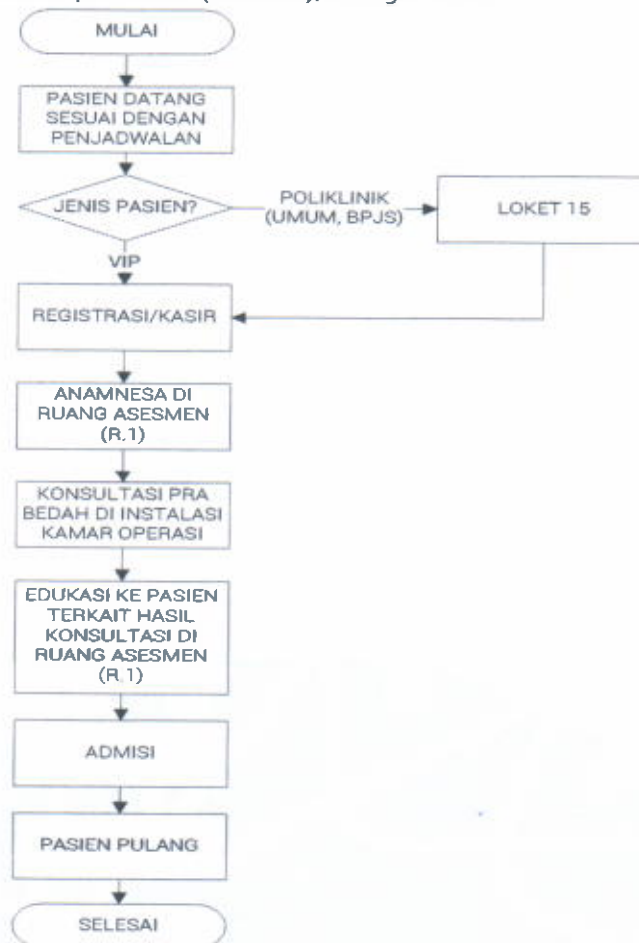 MULAI
PASIEN DATANG
SESUAI DENGAN
PENJADWALAN
JENIS PASIEN?
POLIKLINIK
(UMUM, BPJS)
LOKET 15
VIP
REGISTRASI/KASIR
ANAMNESA DI
RUANG ASESMEN
(R.1)
KONSULTASI PRA
BEDAH DI INSTALASI
KAMAR OPERASI
EDUKASI KE PASIEN
TERKAIT HASIL
KONSULTASI DI
RUANG ASESMEN
(R.1)
ADMISI
PASIEN PULANG
SELESAI